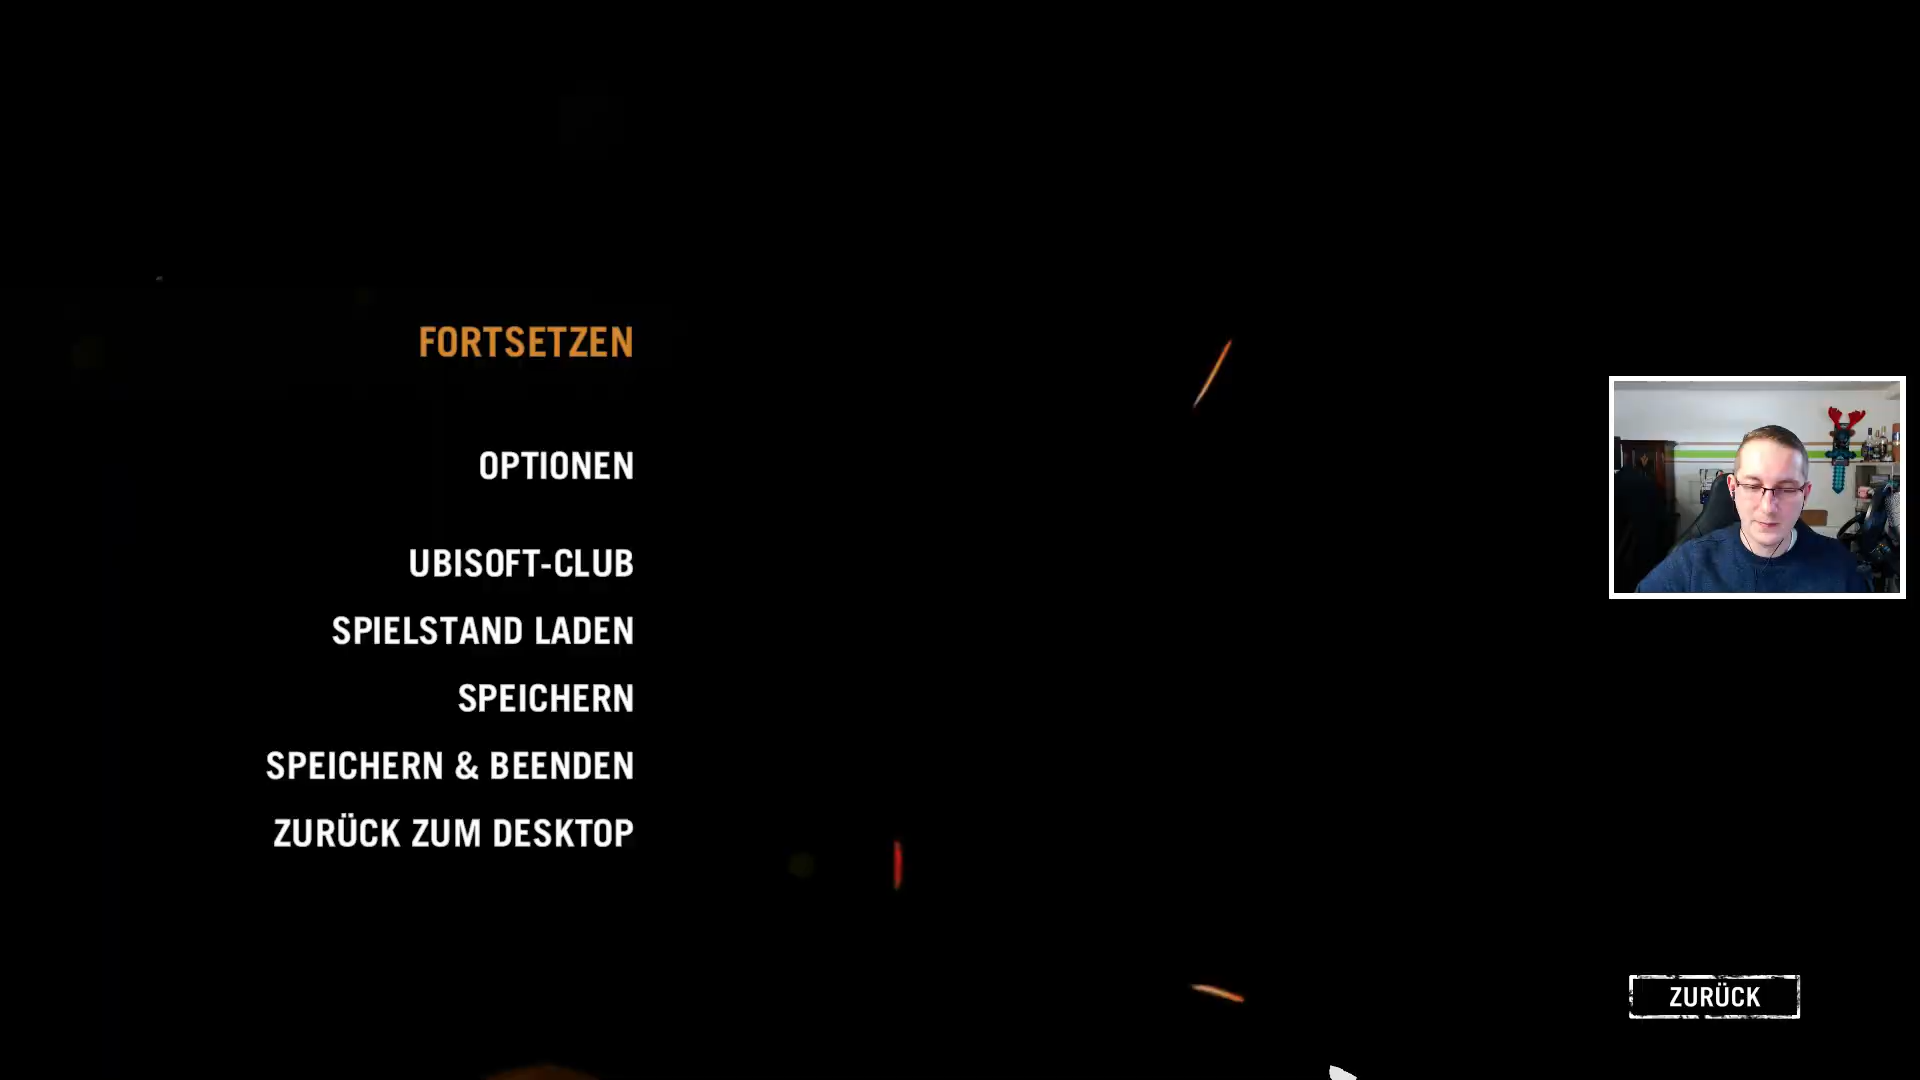 FORTSETZEN
OPTIONEN
UBISOFT-CLUB
SPIELSTAND LADEN
SPEICHERN
SPEICHERN & BEENDEN
ZURÜCK ZUM DESKTOP
ZURÜCK